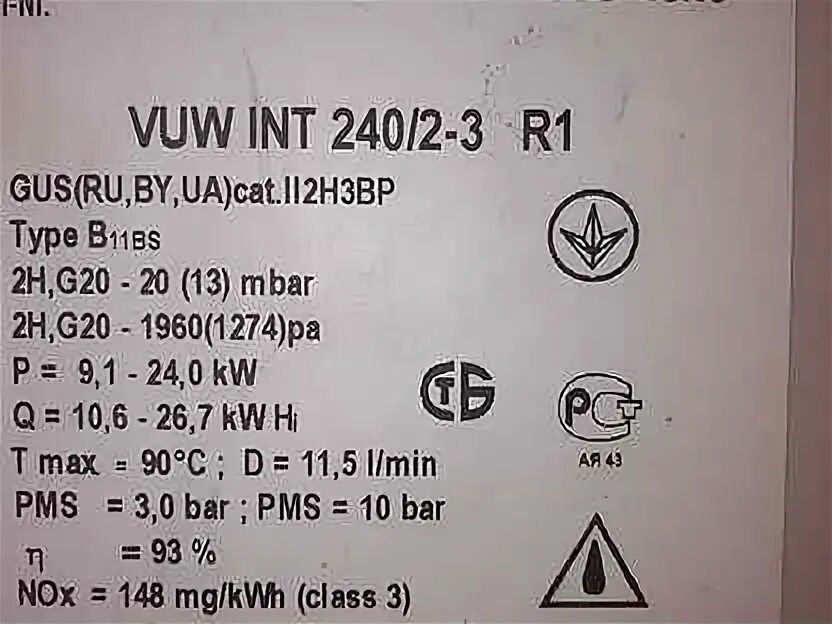 VUW INT 240/2-3 R1
GUS(RU,BY,UA)cat.II2H3BP
Type B11BS
2H,G20 - 20 (13) mbar
2H,G20 - 1960(1274)pa
P = 9,1 - 24,0 kW
Q = 10,6 - 26,7 kW Hi
СТБ
РСТ
T max = 90°C ; D = 11,5 l/min
АЯ 43
PMS = 3,0 bar ; PMS = 10 bar
η = 93 %
NOx = 148 mg/kWh (class 3)